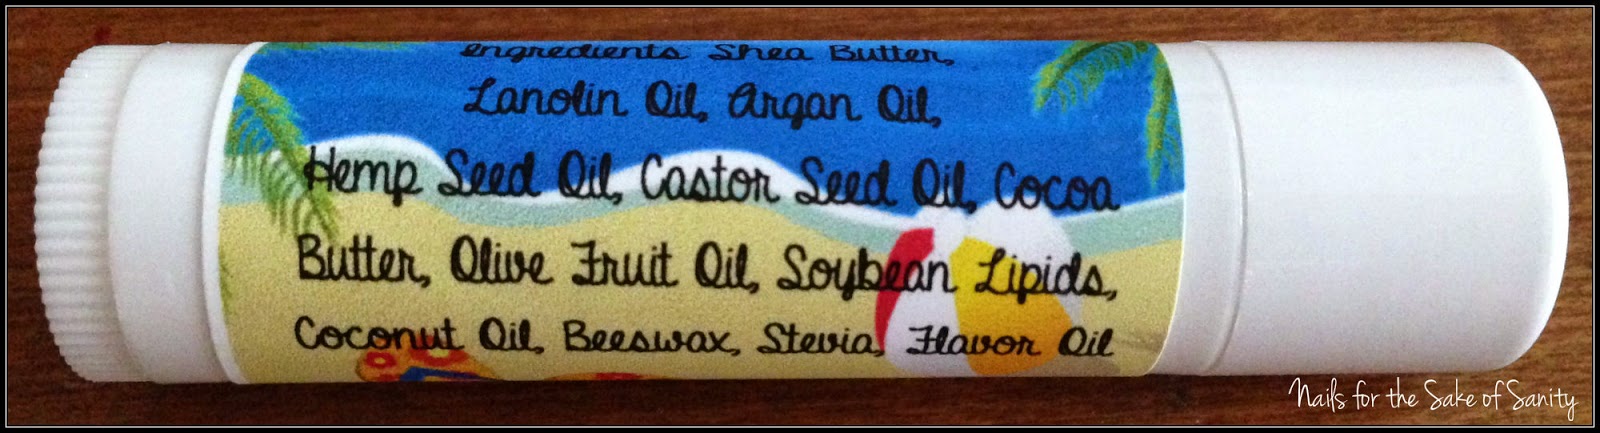 Ingredients: Shea Butter,
Lanolin Oil, Argan Oil,
Hemp Seed Oil, Castor Seed Oil, Cocoa
Butter, Olive Fruit Oil, Soybean Lipids,
Coconut Oil, Beeswax, Stevia, Flavor Oil
Nails for the Sake of Sanity